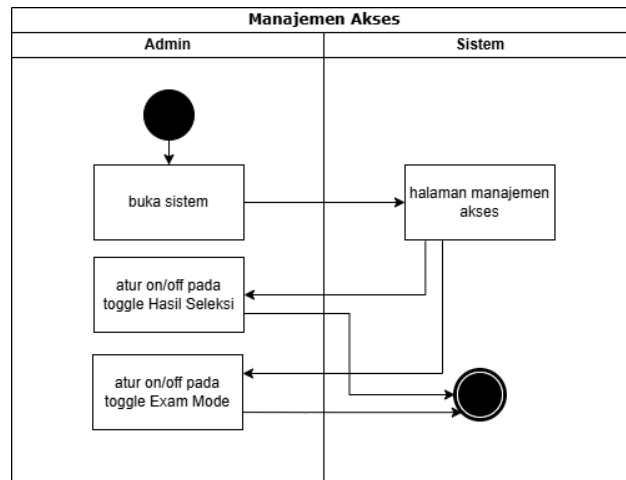 Manajemen Akses
Admin
Sistem
buka sistem
halaman manajemen
akses
atur on/off pada
toggle Hasil Seleksi
atur on/off pada
toggle Exam Mode